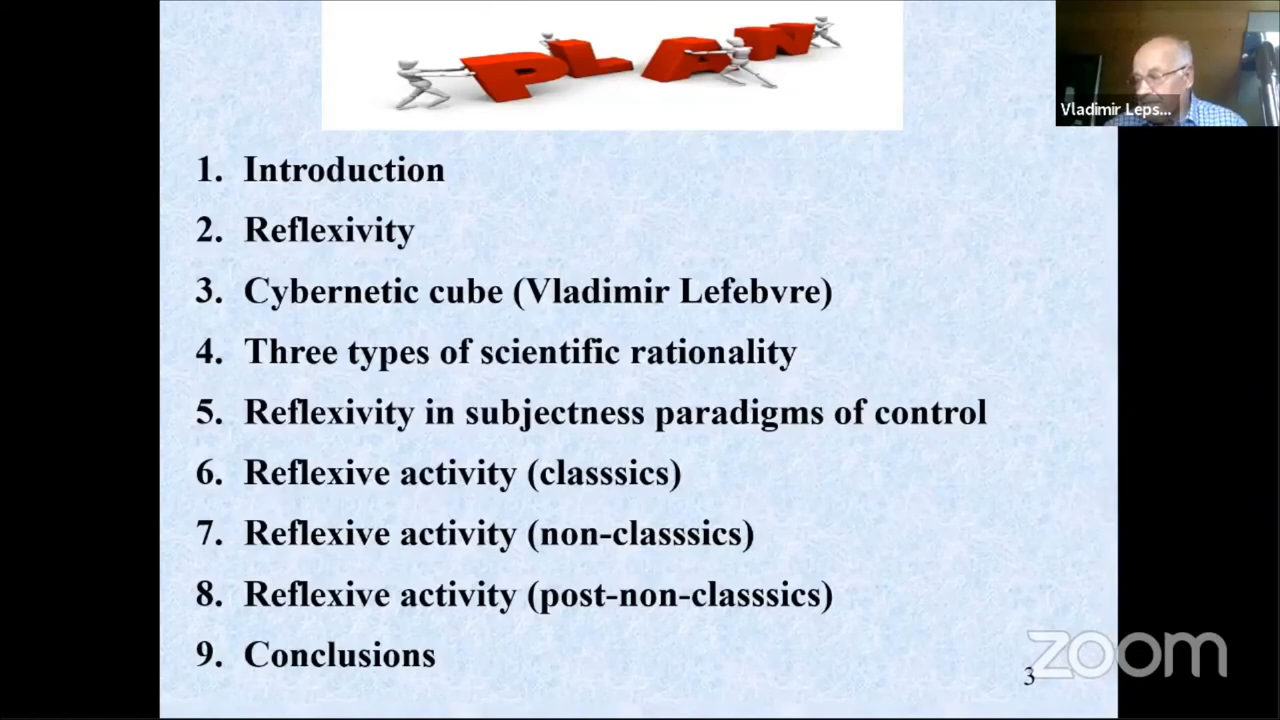 PLAN
Vladimir Leps...
1. Introduction
2. Reflexivity
3. Cybernetic cube (Vladimir Lefebvre)
4. Three types of scientific rationality
5. Reflexivity in subjectness paradigms of control
6. Reflexive activity (classsics)
7. Reflexive activity (non-classsics)
8. Reflexive activity (post-non-classsics)
9. Conclusions
3
zoom